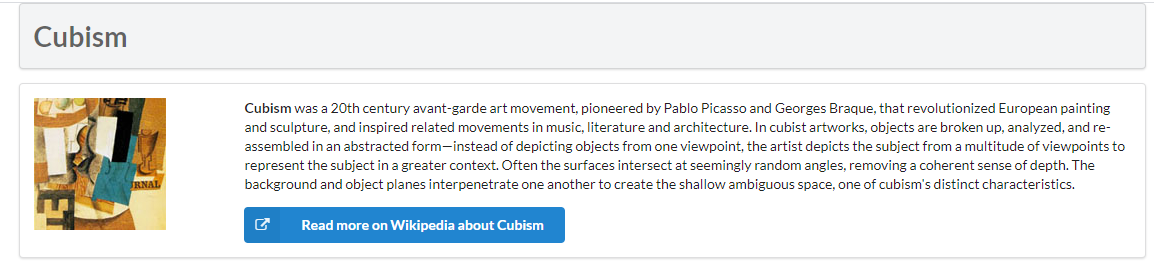 Cubism
Cubism was a 20th century avant-garde art movement, pioneered by Pablo Picasso and Georges Braque, that revolutionized European painting
and sculpture, and inspired related movements in music, literature and architecture. In cubist artworks, objects are broken up, analyzed, and re-
assembled in an abstracted form—instead of depicting objects from one viewpoint, the artist depicts the subject from a multitude of viewpoints to
represent the subject in a greater context. Often the surfaces intersect at seemingly random angles, removing a coherent sense of depth. The
background and object planes interpenetrate one another to create the shallow ambiguous space, one of cubism's distinct characteristics.
URNAL
ET
Read more on Wikipedia about Cubism